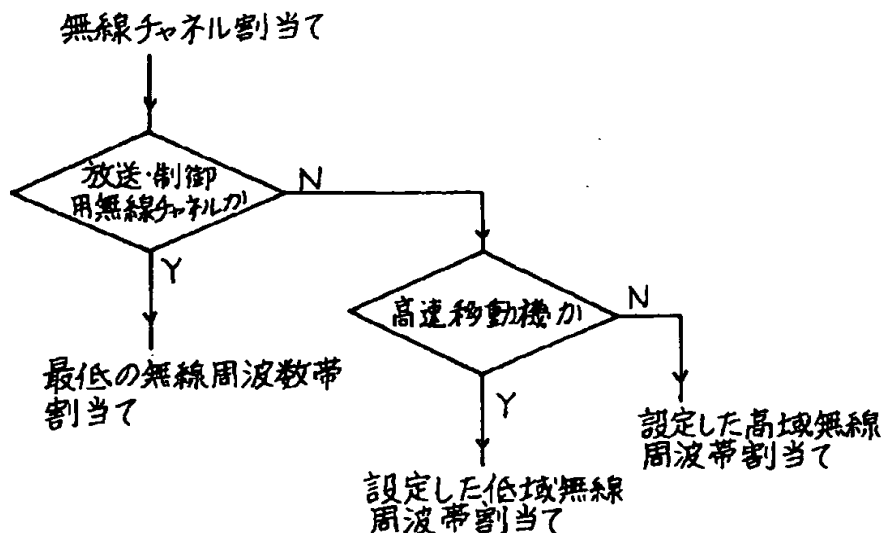 無線チャネル割当て
放送・制御
用無線チャネルか
N
Y
高速移動機か
N
最低の無線周波数帯
割当て
Y
設定した高域無線
周波帯割当て
設定した低域無線
周波帯割当て